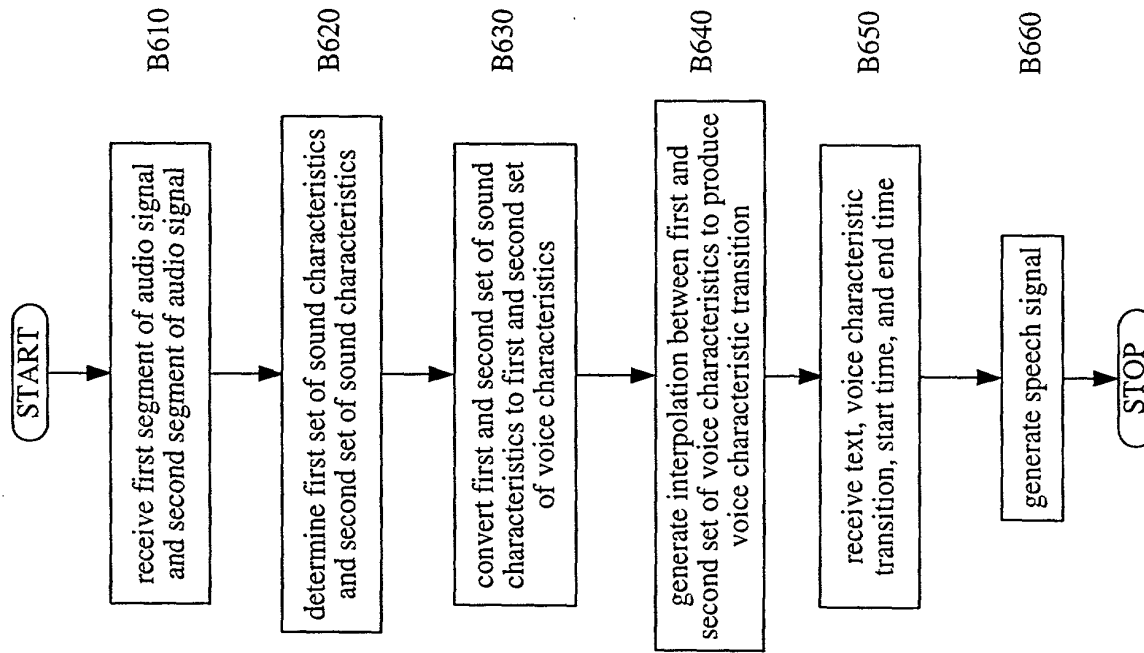 START
receive first segment of audio signal
and second segment of audio signal
B610
determine first set of sound characteristics
and second set of sound characteristics
B620
convert first and second set of sound
characteristics to first and second set
of voice characteristics
B630
generate interpolation between first and
second set of voice characteristics to produce
voice characteristic transition
B640
receive text, voice characteristic
transition, start time, and end time
B650
generate speech signal
B660
STOP